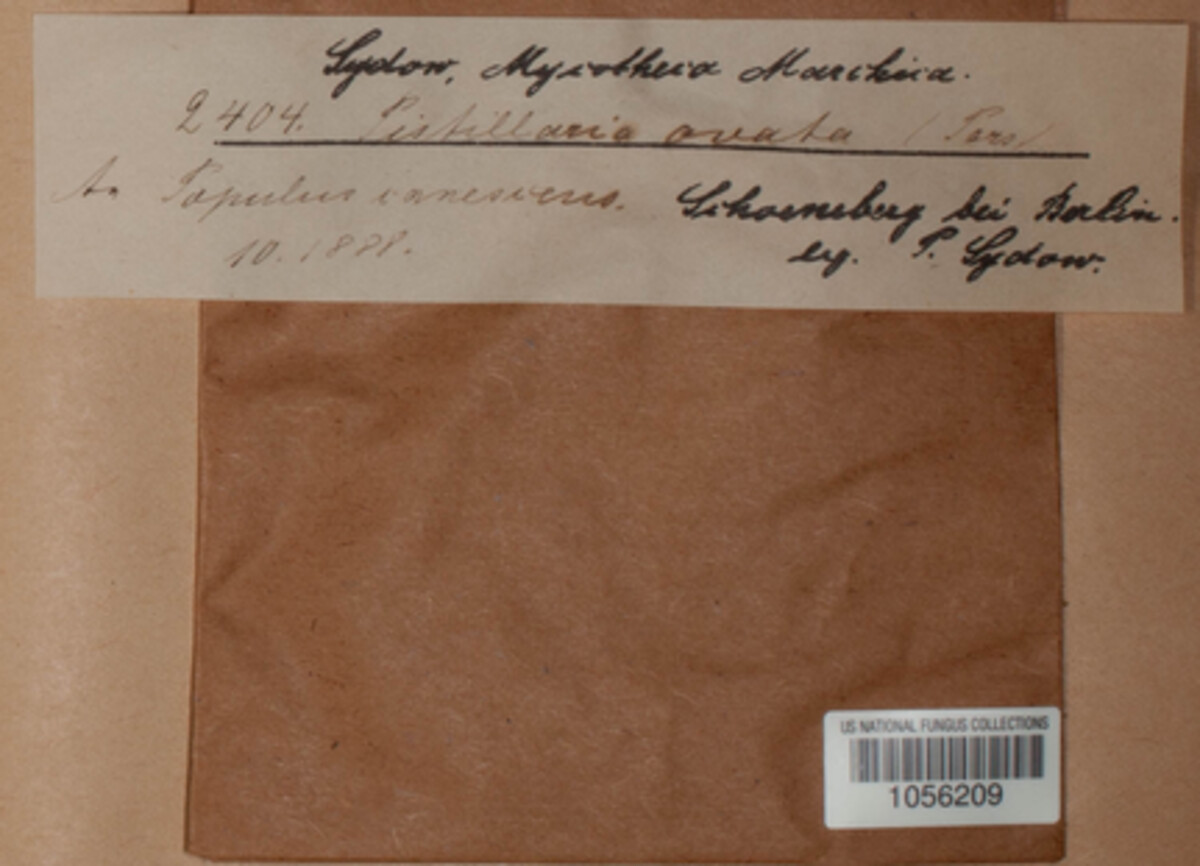 Sydow, Mycotheca Marchica.
2404. Pistillaria ovata (Pers)
An Populus canescens. Schoeneberg bei Berlin.
10. 1888. leg. P. Sydow.
US NATIONAL FUNGUS COLLECTIONS
1056209